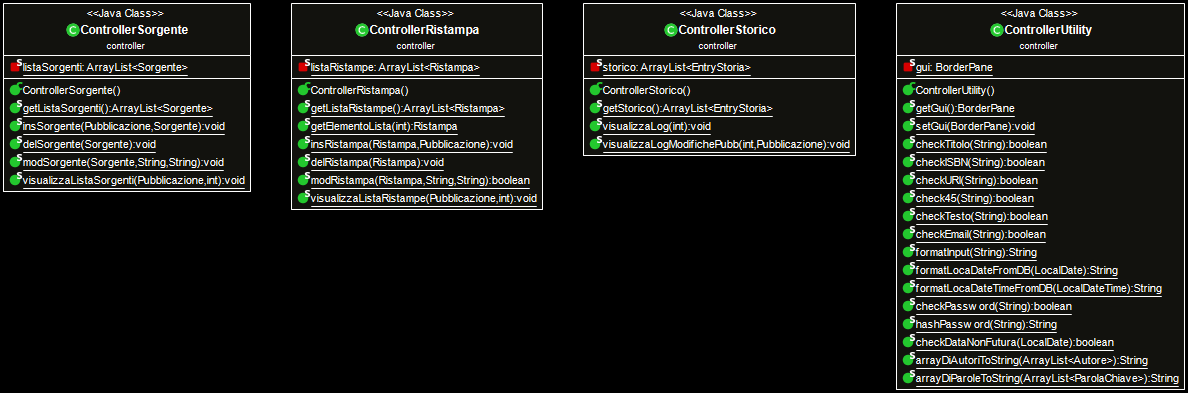 <<Java Class>>
ControllerSorgente
controller
listaSorgenti: ArrayList<Sorgente>
ControllerSorgente()
getListaSorgenti():ArrayList<Sorgente>
insSorgente(Pubblicazione,Sorgente):void
delSorgente(Sorgente):void
modSorgente(Sorgente,String,String):void
visualizzaListaSorgenti(Pubblicazione,int):void
<<Java Class>>
ControllerRistampa
controller
listaRistampe: ArrayList<Ristampa>
ControllerRistampa()
getListaRistampe():ArrayList<Ristampa>
getElementoLista(int):Ristampa
insRistampa(Ristampa,Pubblicazione):void
delRistampa(Ristampa):void
modRistampa(Ristampa,String,String):boolean
visualizzaListaRistampe(Pubblicazione,int):void
<<Java Class>>
ControllerStorico
controller
storico: ArrayList<EntryStoria>
ControllerStorico()
getStorico():ArrayList<EntryStoria>
visualizzaLog(int):void
visualizzaLogModifichePubb(int,Pubblicazione):void
<<Java Class>>
ControllerUtility
controller
gui: BorderPane
ControllerUtility()
getGui():BorderPane
setGui(BorderPane):void
checkTitolo(String):boolean
checkISBN(String):boolean
checkURI(String):boolean
check45(String):boolean
checkTesto(String):boolean
checkEmail(String):boolean
formatInput(String):String
formatLocaDateFromDB(LocalDate):String
formatLocaDateTimeFromDB(LocalDateTime):String
checkPassw ord(String):boolean
hashPassw ord(String):String
checkDataNonFutura(LocalDate):boolean
arrayDiAutoriToString(ArrayList<Autore>):String
arrayDiParoleToString(ArrayList<ParolaChiave>):String